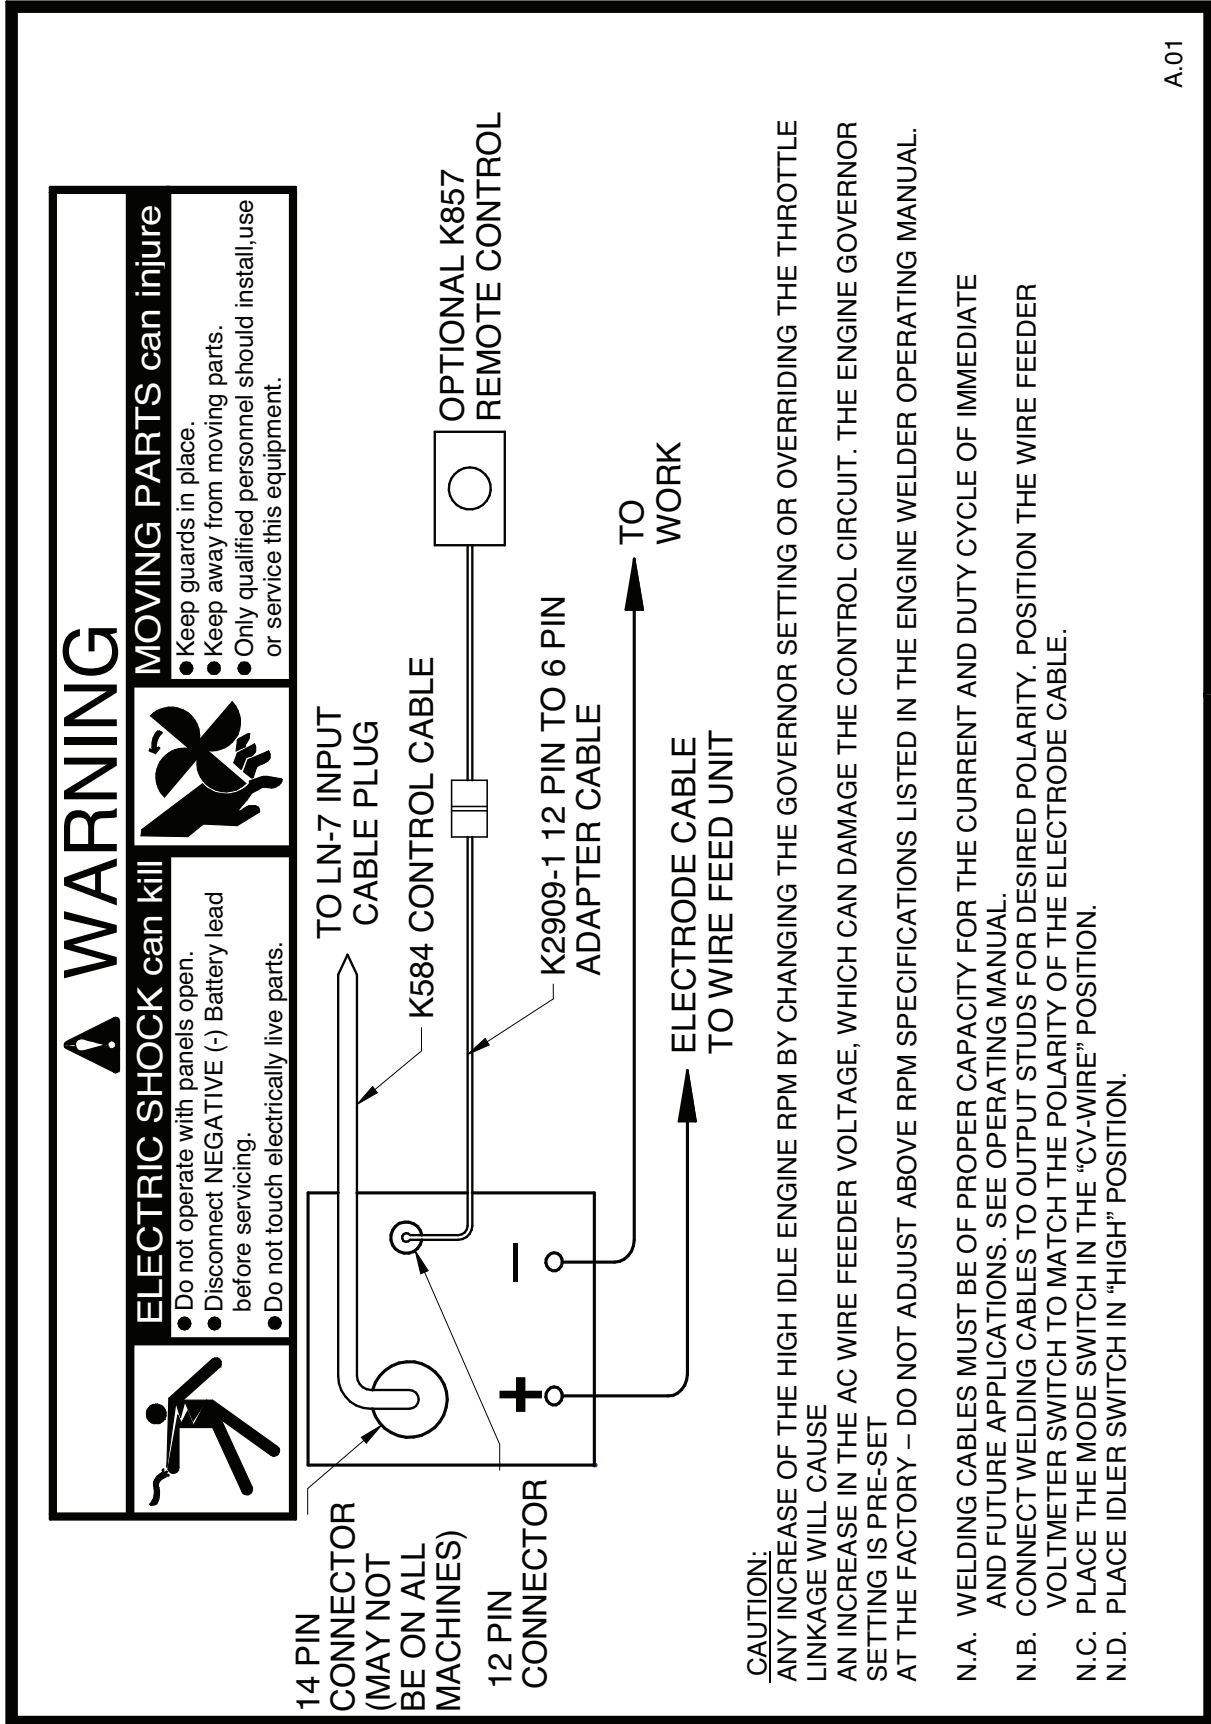 WARNING
ELECTRIC SHOCK can kill
● Do not operate with panels open.
● Disconnect NEGATIVE (-) Battery lead
before servicing.
● Do not touch electrically live parts.
MOVING PARTS can injure
● Keep guards in place.
● Keep away from moving parts.
● Only qualified personnel should install,use
or service this equipment.
14 PIN
CONNECTOR
(MAY NOT
BE ON ALL
MACHINES)
12 PIN
CONNECTOR
TO LN-7 INPUT
CABLE PLUG
K584 CONTROL CABLE
OPTIONAL K857
REMOTE CONTROL
K2909-1 12 PIN TO 6 PIN
ADAPTER CABLE
+
–
TO
WORK
ELECTRODE CABLE
TO WIRE FEED UNIT
CAUTION:
ANY INCREASE OF THE HIGH IDLE ENGINE RPM BY CHANGING THE GOVERNOR SETTING OR OVERRIDING THE THROTTLE
LINKAGE WILL CAUSE
AN INCREASE IN THE AC WIRE FEEDER VOLTAGE, WHICH CAN DAMAGE THE CONTROL CIRCUIT. THE ENGINE GOVERNOR
SETTING IS PRE-SET
AT THE FACTORY – DO NOT ADJUST ABOVE RPM SPECIFICATIONS LISTED IN THE ENGINE WELDER OPERATING MANUAL.
N.A. WELDING CABLES MUST BE OF PROPER CAPACITY FOR THE CURRENT AND DUTY CYCLE OF IMMEDIATE
AND FUTURE APPLICATIONS. SEE OPERATING MANUAL.
N.B. CONNECT WELDING CABLES TO OUTPUT STUDS FOR DESIRED POLARITY. POSITION THE WIRE FEEDER
VOLTMETER SWITCH TO MATCH THE POLARITY OF THE ELECTRODE CABLE.
N.C. PLACE THE MODE SWITCH IN THE “CV-WIRE” POSITION.
N.D. PLACE IDLER SWITCH IN “HIGH” POSITION.
A.01